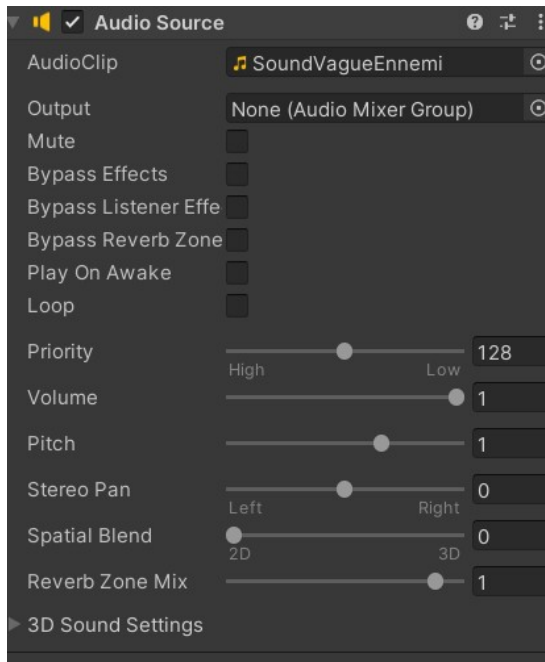 Audio Source
AudioClip SoundVagueEnnemi
Output None (Audio Mixer Group)
Mute
Bypass Effects
Bypass Listener Effe
Bypass Reverb Zone
Play On Awake
Loop
Priority 128
High Low
Volume 1
Pitch 1
Stereo Pan 0
Left Right
Spatial Blend 0
2D 3D
Reverb Zone Mix 1
3D Sound Settings